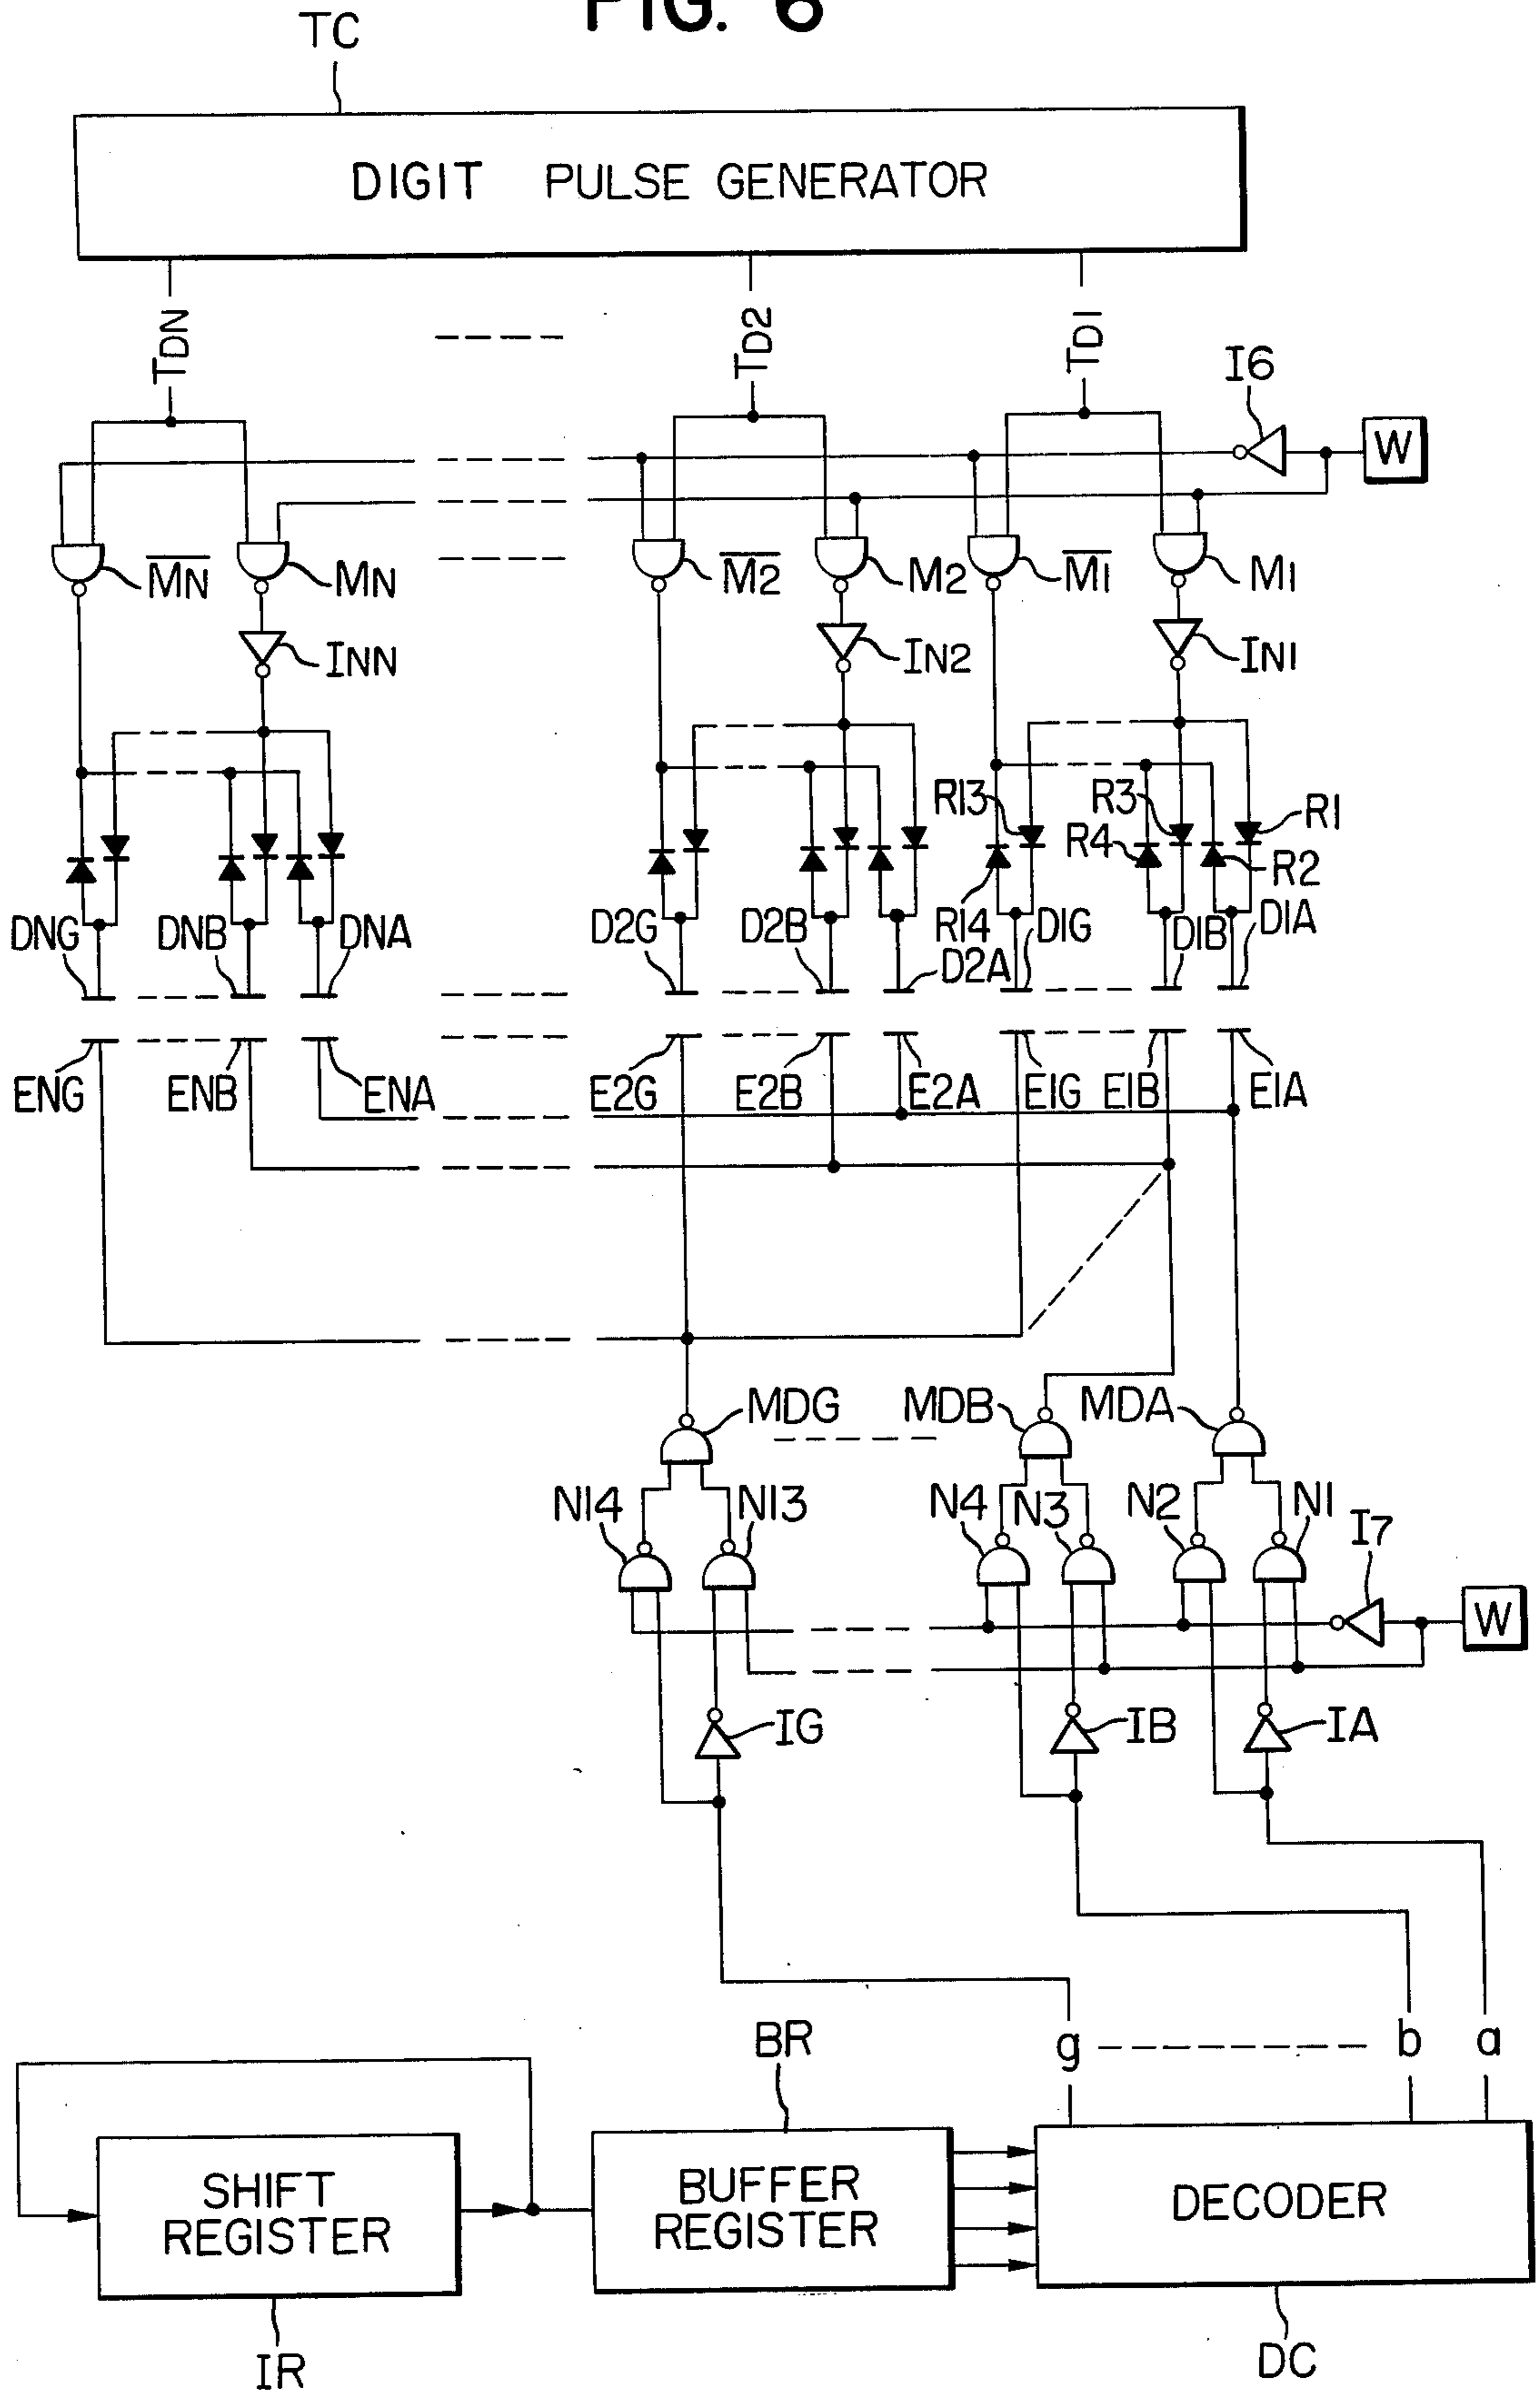 FIG. 6
TC
DIGIT PULSE GENERATOR
TDN
TD2
TD1
I6
W
MN
MN
M2
M2
M1
M1
INN
IN2
IN1
R13
R3
R1
R4
R2
DNG
DNB
DNA
D2G
D2B
R14
D1G
D1B
D1A
D2A
ENG
ENB
ENA
E2G
E2B
E2A
E1G
E1B
E1A
MDG
MDB
MDA
N14
N13
N4
N3
N2
N1
I7
W
IG
IB
IA
BR
g
b
a
SHIFT
REGISTER
BUFFER
REGISTER
DECODER
IR
DC